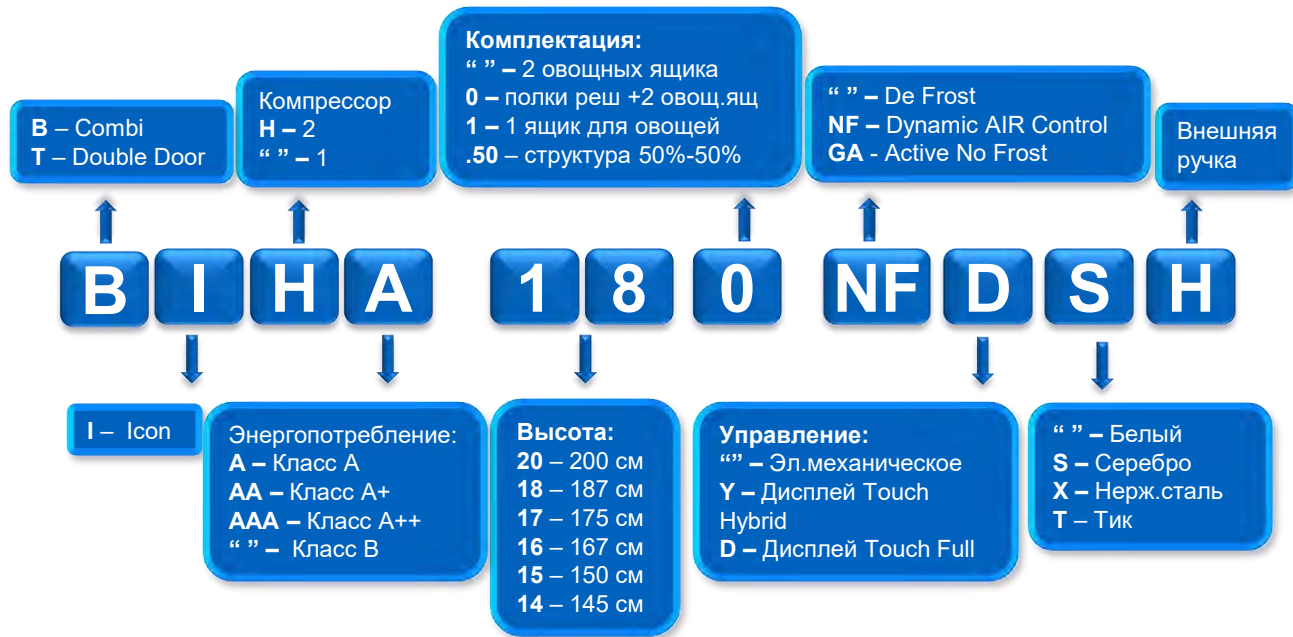 Комплектация:
“ ” – 2 овощных ящика
0 – полки реш +2 овощ.ящ
1 – 1 ящик для овощей
.50 – структура 50%-50%
B – Combi
T – Double Door
Компрессор
H – 2
“ ” – 1
“ ” – De Frost
NF – Dynamic AIR Control
GA - Active No Frost
Внешняя
ручка
B I H A 1 8 0 NF D S H
I – Icon
Энергопотребление:
A – Класс A
AA – Класс A+
AAA – Класс A++
“ ” – Класс B
Высота:
20 – 200 см
18 – 187 см
17 – 175 см
16 – 167 см
15 – 150 см
14 – 145 см
Управление:
“” – Эл.механическое
Y – Дисплей Touch
Hybrid
D – Дисплей Touch Full
“ ” – Белый
S – Серебро
X – Нерж.сталь
T – Тик